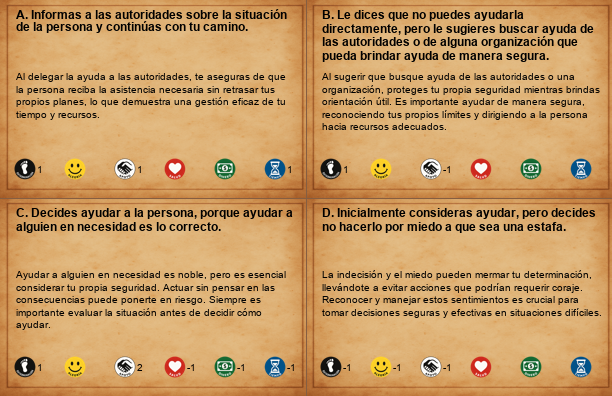 A. Informas a las autoridades sobre la situación
de la persona y continúas con tu camino.
Al delegar la ayuda a las autoridades, te aseguras de que
la persona reciba la asistencia necesaria sin retrasar tus
propios planes, lo que demuestra una gestión eficaz de tu
tiempo y recursos.
1 1 1
B. Le dices que no puedes ayudarla
directamente, pero le sugieres buscar ayuda de
las autoridades o de alguna organización que
pueda brindar ayuda de manera segura.
Al sugerir que busque ayuda de las autoridades o una
organización, proteges tu propia seguridad mientras brindas
orientación útil. Es importante ayudar de manera segura,
reconociendo tus propios límites y dirigiendo a la persona
hacia recursos adecuados.
1 -1
C. Decides ayudar a la persona, porque ayudar a
alguien en necesidad es lo correcto.
Ayudar a alguien en necesidad es noble, pero es esencial
considerar tu propia seguridad. Actuar sin pensar en las
consecuencias puede ponerte en riesgo. Siempre es
importante evaluar la situación antes de decidir cómo
ayudar.
1 2 -1 -1 -1
D. Inicialmente consideras ayudar, pero decides
no hacerlo por miedo a que sea una estafa.
La indecisión y el miedo pueden mermar tu determinación,
llevándote a evitar acciones que podrían requerir coraje.
Reconocer y manejar estos sentimientos es crucial para
tomar decisiones seguras y efectivas en situaciones difíciles.
-1 -1 -1